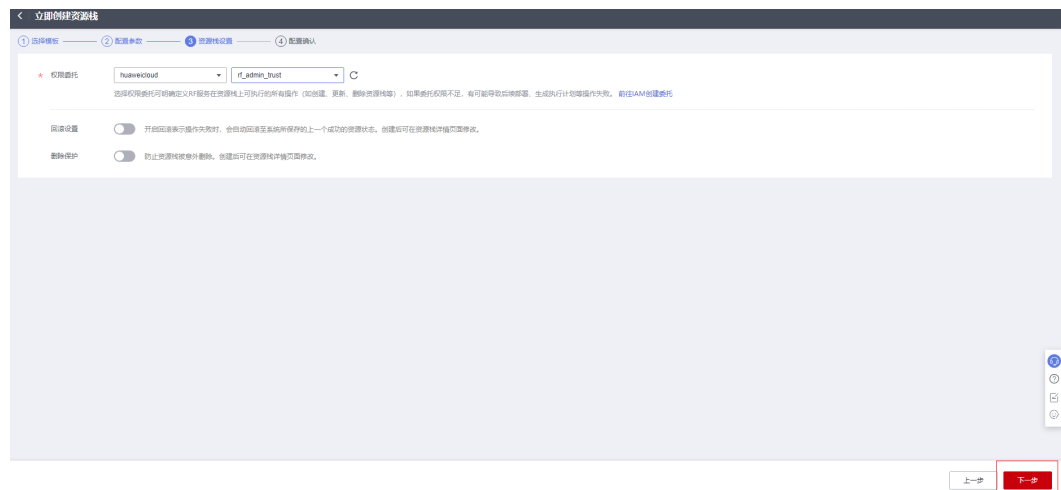 立即创建资源栈
1 选择模板 2 配置参数 3 资源栈设置 4 配置确认
* 权限委托 huaweicloud rf_admin_trust
选择权限委托可明确定义RF服务在资源栈上可执行的所有操作（如创建、更新、删除资源栈等），如果委托权限不足，有可能导致后续部署、生成执行计划等操作失败。 前往IAM创建委托
回滚设置 开启回滚表示操作失败时，会自动回滚至系统所保存的上一个成功的资源状态。创建后可在资源栈详情页面修改。
删除保护 防止资源栈被意外删除。创建后可在资源栈详情页面修改。
上一步 下一步